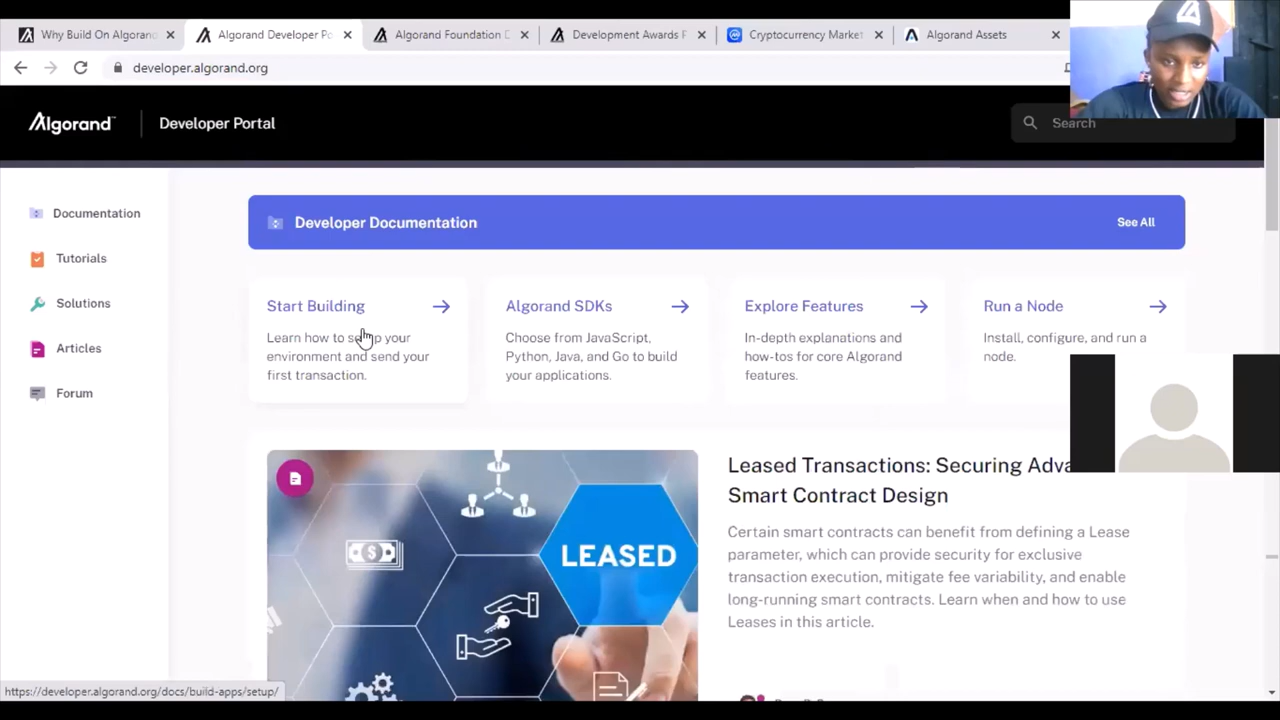 Why Build On Algorand
Algorand Developer Po
Algorand Foundation D
Development Awards F
Cryptocurrency Market
Algorand Assets
developer.algorand.org
Algorand™
Developer Portal
Search
Documentation
Tutorials
Solutions
Articles
Forum
Developer Documentation
See All
Start Building
Learn how to your
environment and send your
first transaction.
Algorand SDKs
Choose from JavaScript,
Python, Java, and Go to build
your applications.
Explore Features
In-depth explanations and
how-tos for core Algorand
features.
Run a Node
Install, configure, and run a
node.
LEASED
Leased Transactions: Securing Adva
Smart Contract Design
Certain smart contracts can benefit from defining a Lease
parameter, which can provide security for exclusive
transaction execution, mitigate fee variability, and enable
long-running smart contracts. Learn when and how to use
Leases in this article.
https://developer.algorand.org/docs/build-apps/setup/